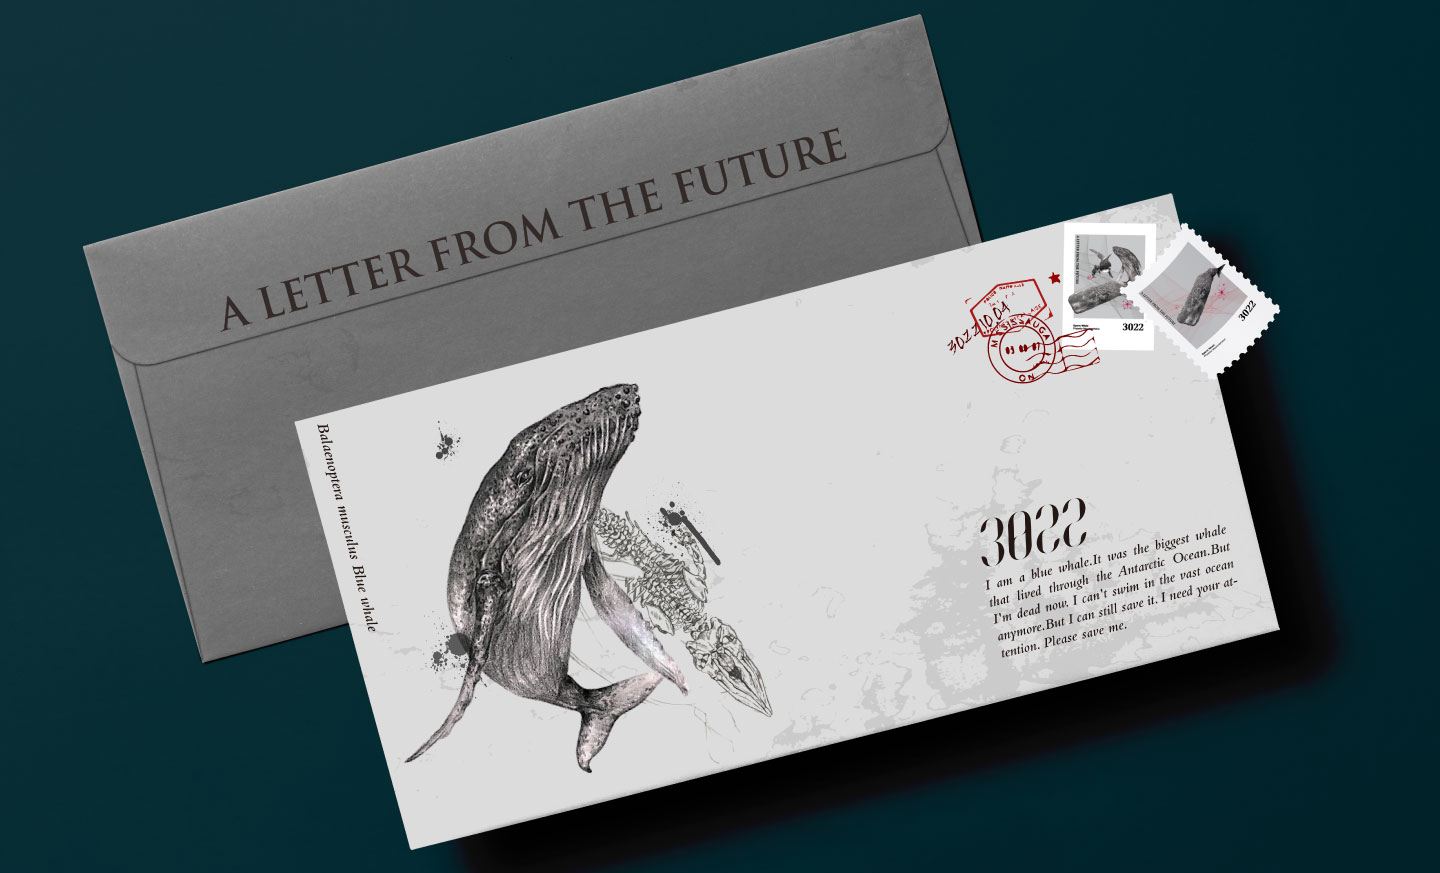 A LETTER FROM THE FUTURE
Balaenoptera musculus Blue whale
30221004
MISSISSAUGA
ON
3022
3022
3022
I am a blue whale.It was the biggest whale
that lived through the Antarctic Ocean.But
I'm dead now. I can't swim in the vast ocean
anymore.But I can still save it. I need your at-
tention. Please save me.